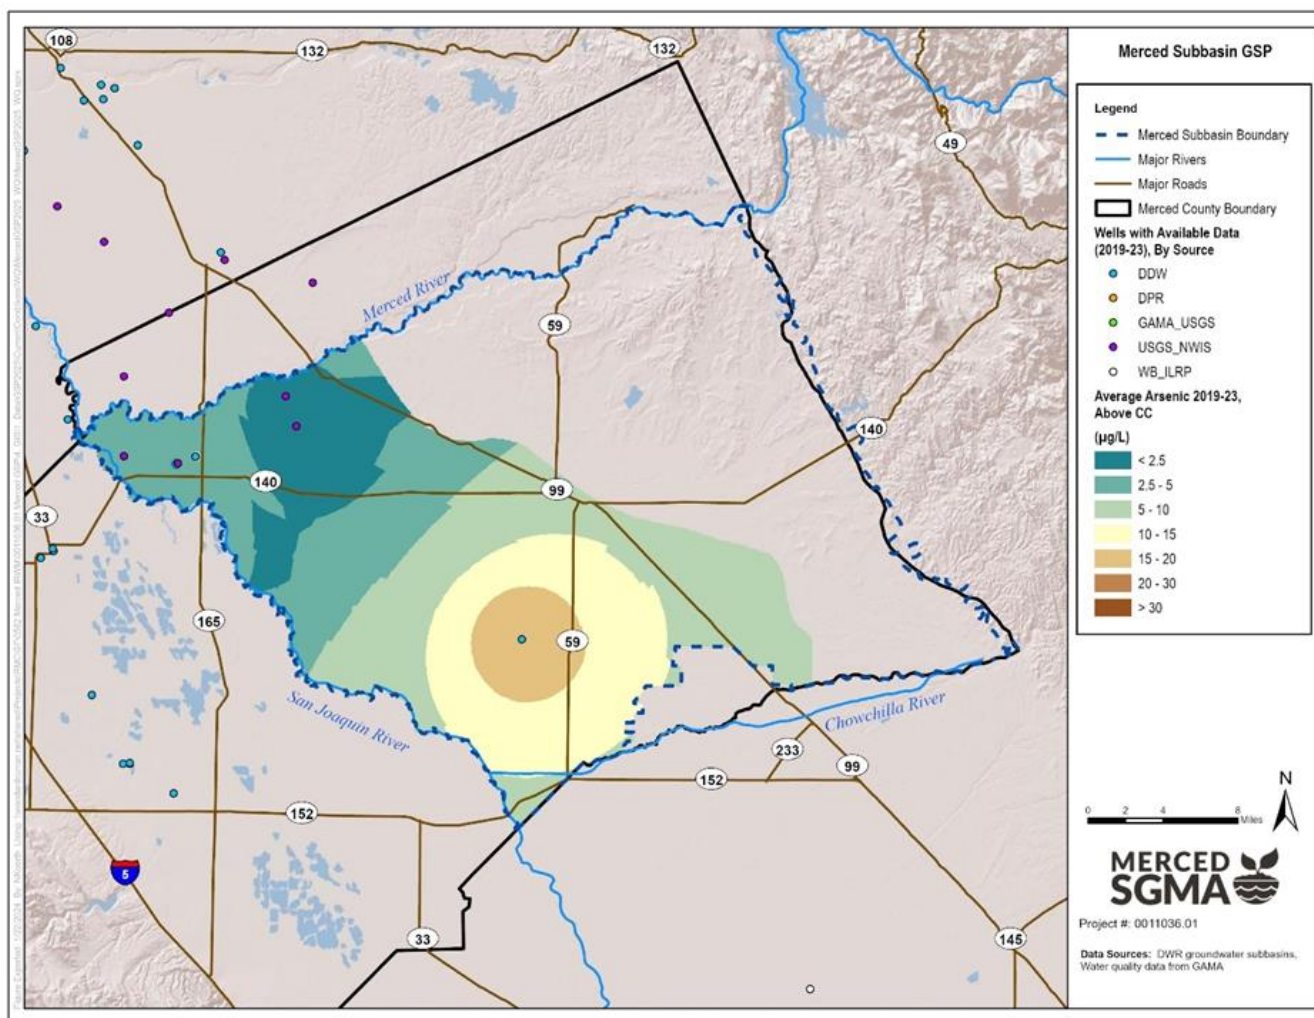 108
132
132
49
Merced River
59
140
33
140
99
165
59
San Joaquin River
Chowchilla River
233
99
152
152
5
33
145
Merced Subbasin GSP
Legend
Merced Subbasin Boundary
Major Rivers
Major Roads
Merced County Boundary
Wells with Available Data
(2019-23), By Source
DDW
DPR
GAMA_USGS
USGS_NWIS
WB_ILRP
Average Arsenic 2019-23,
Above CC
(µg/L)
< 2.5
2.5 - 5
5 - 10
10 - 15
15 - 20
20 - 30
> 30
N
0 2 4 8
Miles
MERCED
SGMA
Project #: 0011036.01
Data Sources: DWR groundwater subbasins,
Water quality data from GAMA